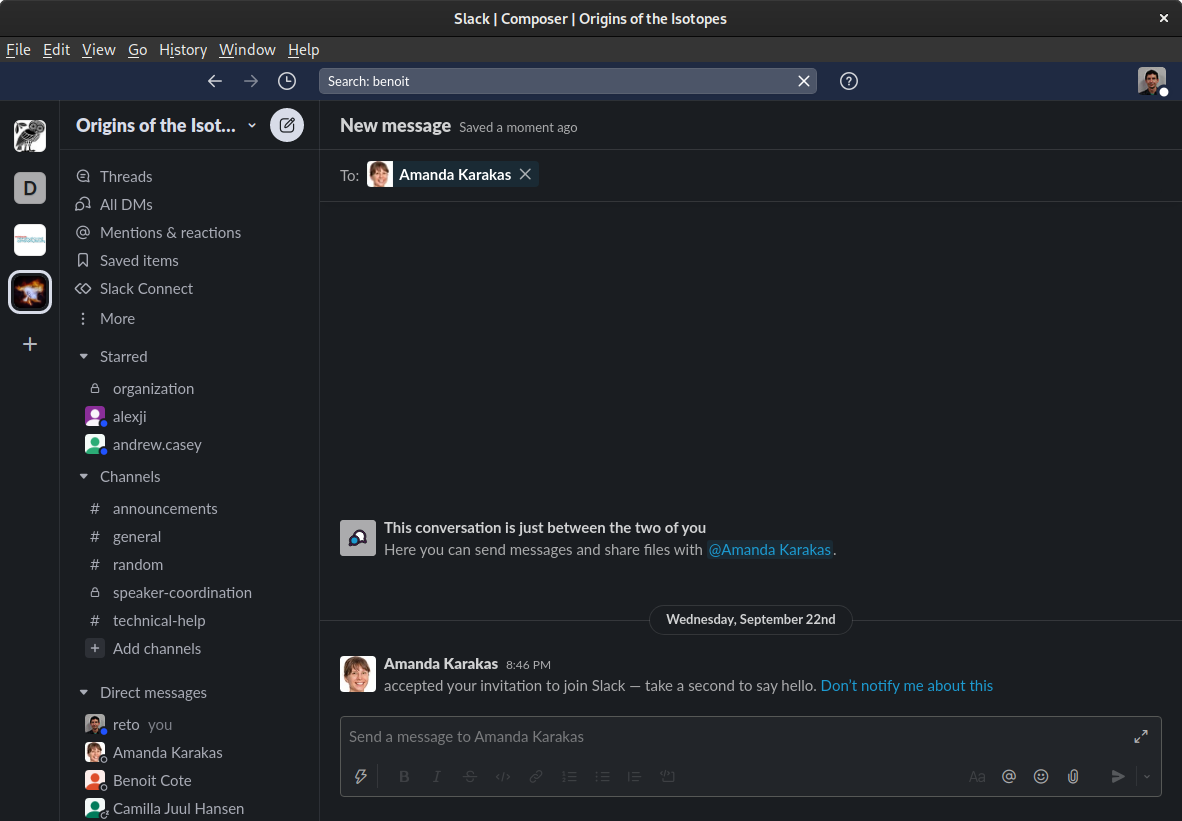 Slack | Composer | Origins of the Isotopes
File Edit View Go History Window Help
Search: benoit
Origins of the Isot...
New message Saved a moment ago
To: Amanda Karakas
D
Threads
All DMs
Mentions & reactions
Saved items
Slack Connect
More
Starred
organization
alexji
andrew.casey
Channels
# announcements
# general
# random
speaker-coordination
# technical-help
+ Add channels
Direct messages
reto you
Amanda Karakas
Benoit Cote
Camilla Juul Hansen
This conversation is just between the two of you
Here you can send messages and share files with @Amanda Karakas.
Wednesday, September 22nd
Amanda Karakas 8:46 PM
accepted your invitation to join Slack — take a second to say hello. Don’t notify me about this
Send a message to Amanda Karakas
B I S Aa @